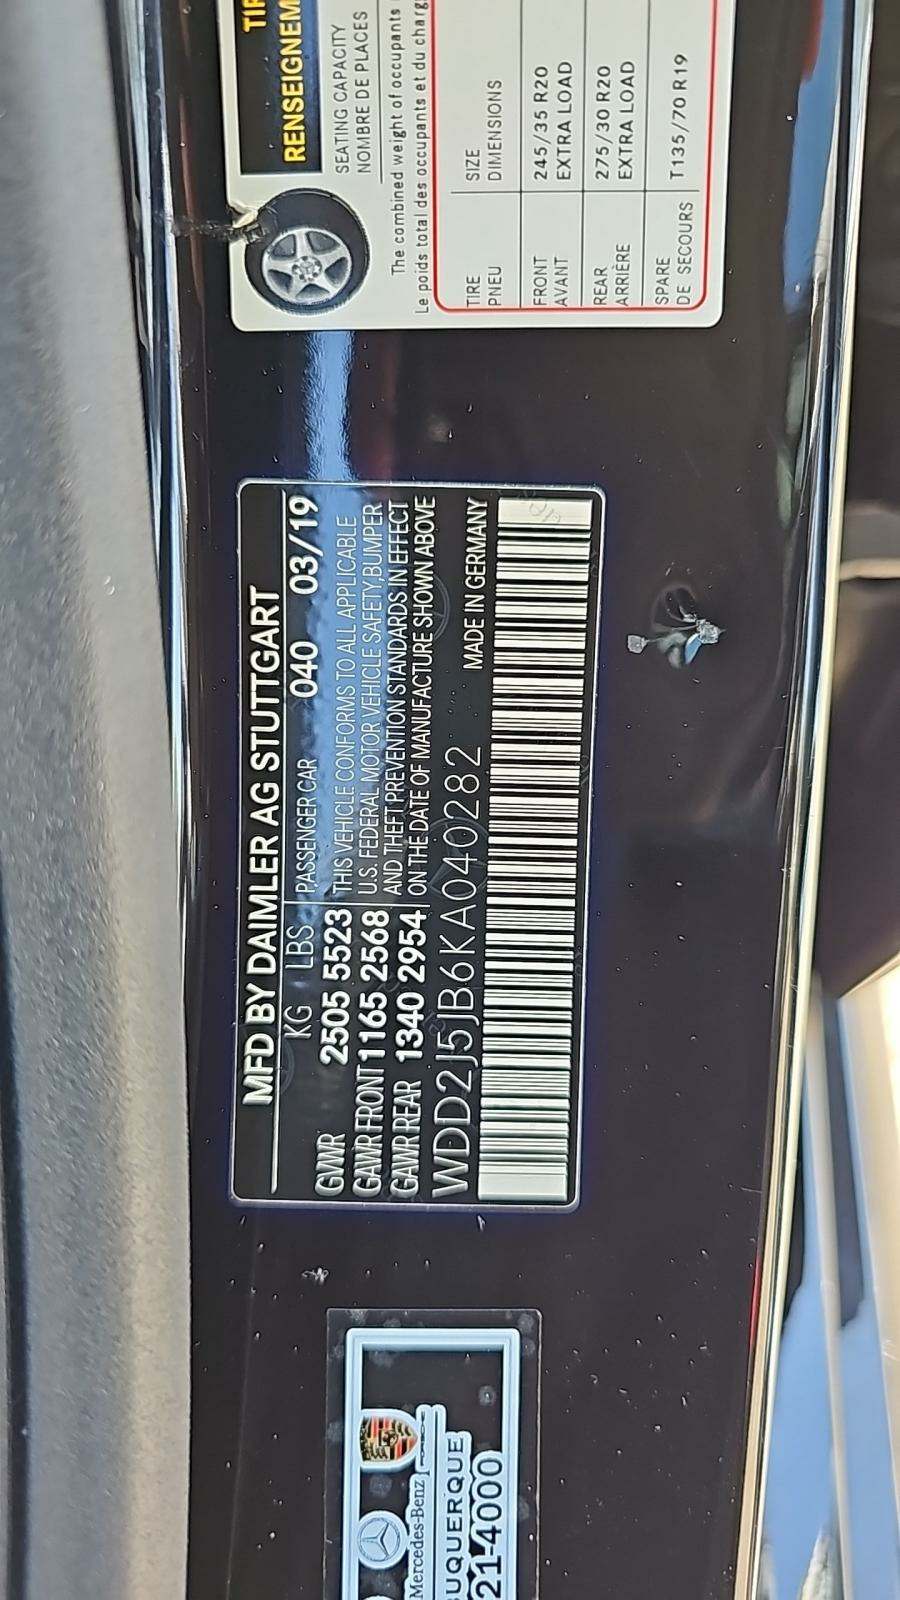 MFD BY DAIMLER AG STUTTGART
KG LBS PASSENGER CAR 040 03/19
GVWR 2505 5523 THIS VEHICLE CONFORMS TO ALL APPLICABLE
GAWR FRONT 1165 2568 U.S. FEDERAL MOTOR VEHICLE SAFETY,BUMPER
GAWR REAR 1340 2954 AND THEFT PREVENTION STANDARDS IN EFFECT
ON THE DATE OF MANUFACTURE SHOWN ABOVE
WDD2J5JB6KA040282 MADE IN GERMANY
RENSEIGNEM
SEATING CAPACITY
NOMBRE DE PLACES
The combined weight of occupants
Le poids total des occupants et du charg
TIRE SIZE
PNEU DIMENSIONS
FRONT 245/35 R20
AVANT EXTRA LOAD
REAR 275/30 R20
ARRIÈRE EXTRA LOAD
SPARE T135/70 R19
DE SECOURS
Mercedes-Benz PORSCHE
UQUERQUE
21-4000